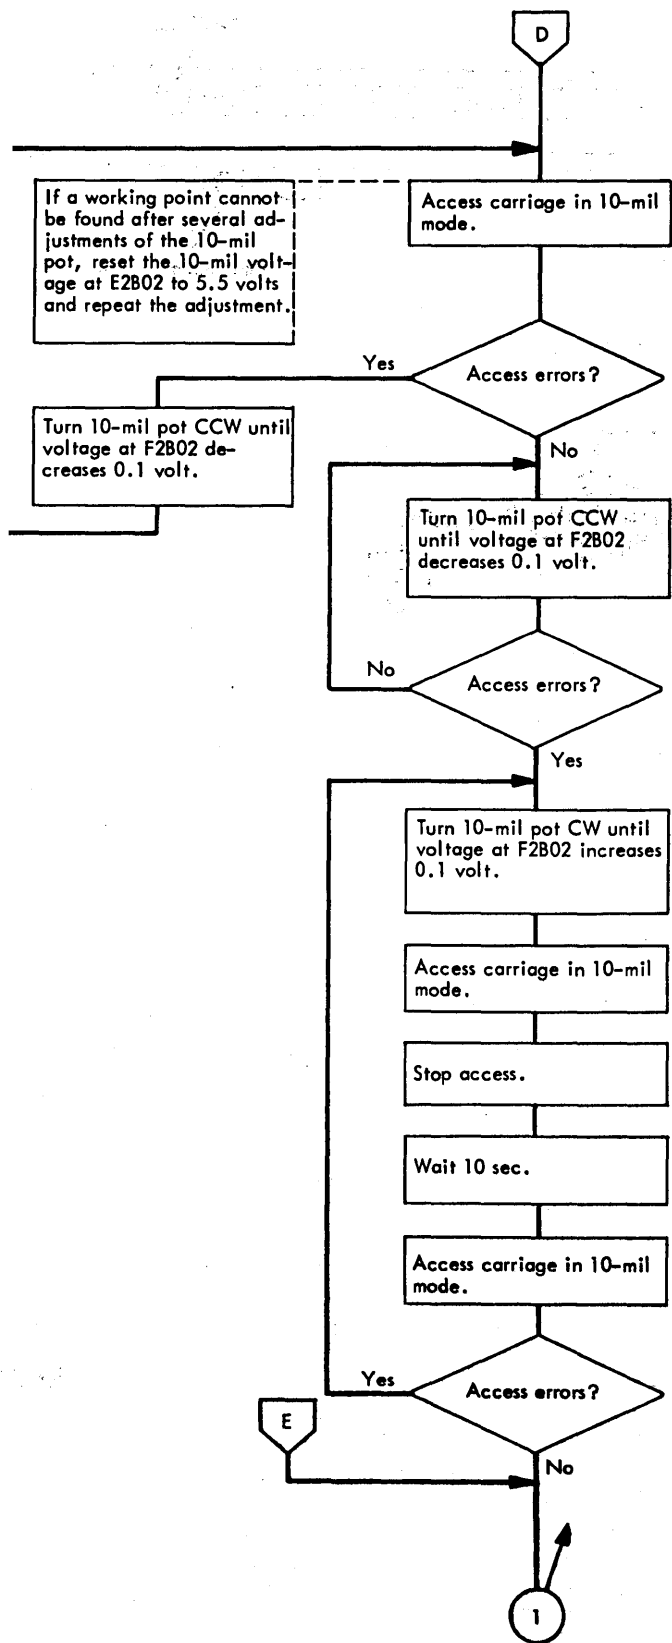 D
If a working point cannot
be found after several ad-
justments of the 10-mil
pot, reset the 10-mil volt-
age at E2B02 to 5.5 volts
and repeat the adjustment.
Access carriage in 10-mil
mode.
Yes
Access errors?
No
Turn 10-mil pot CCW until
voltage at F2B02 de-
creases 0.1 volt.
Turn 10-mil pot CCW
until voltage at F2B02
decreases 0.1 volt.
No
Access errors?
Yes
Turn 10-mil pot CW until
voltage at F2B02 increases
0.1 volt.
Access carriage in 10-mil
mode.
Stop access.
Wait 10 sec.
Access carriage in 10-mil
mode.
Yes
Access errors?
E
No
1